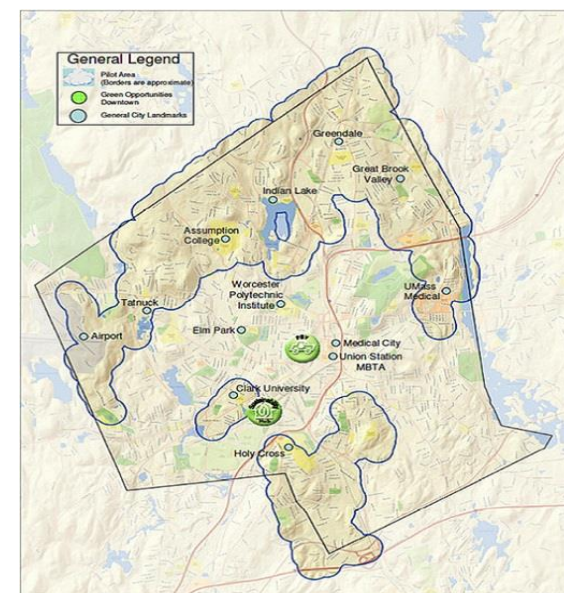 General Legend
Pilot Area
(Borders are approximate)
Green Opportunities
Downtown
General City Landmarks
Greendale
Great Brook
Valley
Indian Lake
Assumption
College
Worcester
Polytechnic
Institute
UMass
Medical
Tatnuck
Elm Park
Airport
Medical City
Union Station
MBTA
Clark University
Holy Cross